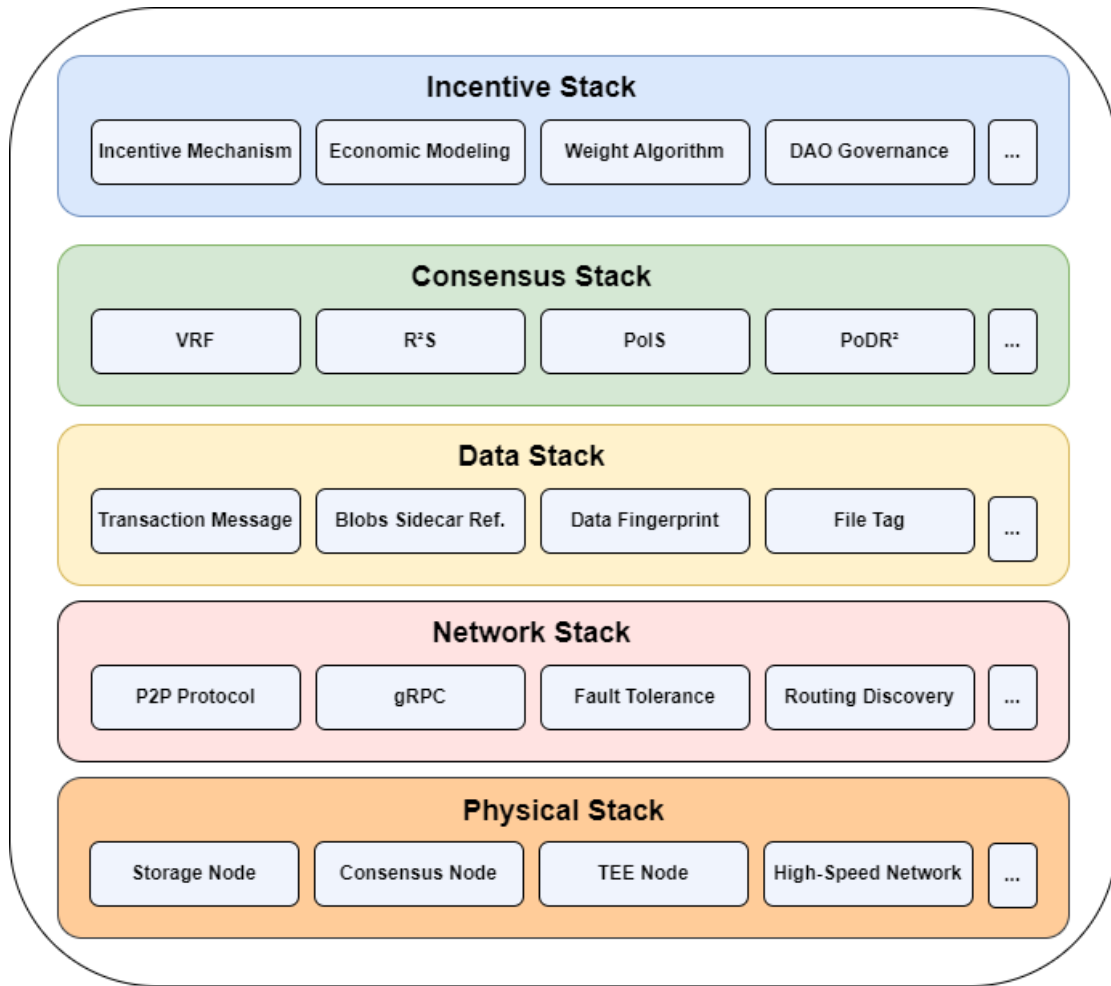 Incentive Stack
Incentive Mechanism
Economic Modeling
Weight Algorithm
DAO Governance
...
Consensus Stack
VRF
R²S
PoIS
PoDR²
...
Data Stack
Transaction Message
Blobs Sidecar Ref.
Data Fingerprint
File Tag
...
Network Stack
P2P Protocol
gRPC
Fault Tolerance
Routing Discovery
...
Physical Stack
Storage Node
Consensus Node
TEE Node
High-Speed Network
...